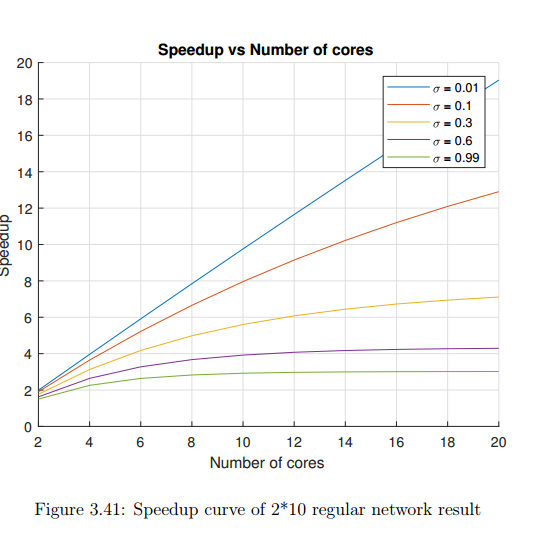 Speedup vs Number of cores
20
18
16
14
12
10
8
6
4
2
0
Speedup
σ = 0.01
σ = 0.1
σ = 0.3
σ = 0.6
σ = 0.99
2 4 6 8 10 12 14 16 18 20
Number of cores
Figure 3.41: Speedup curve of 2*10 regular network result